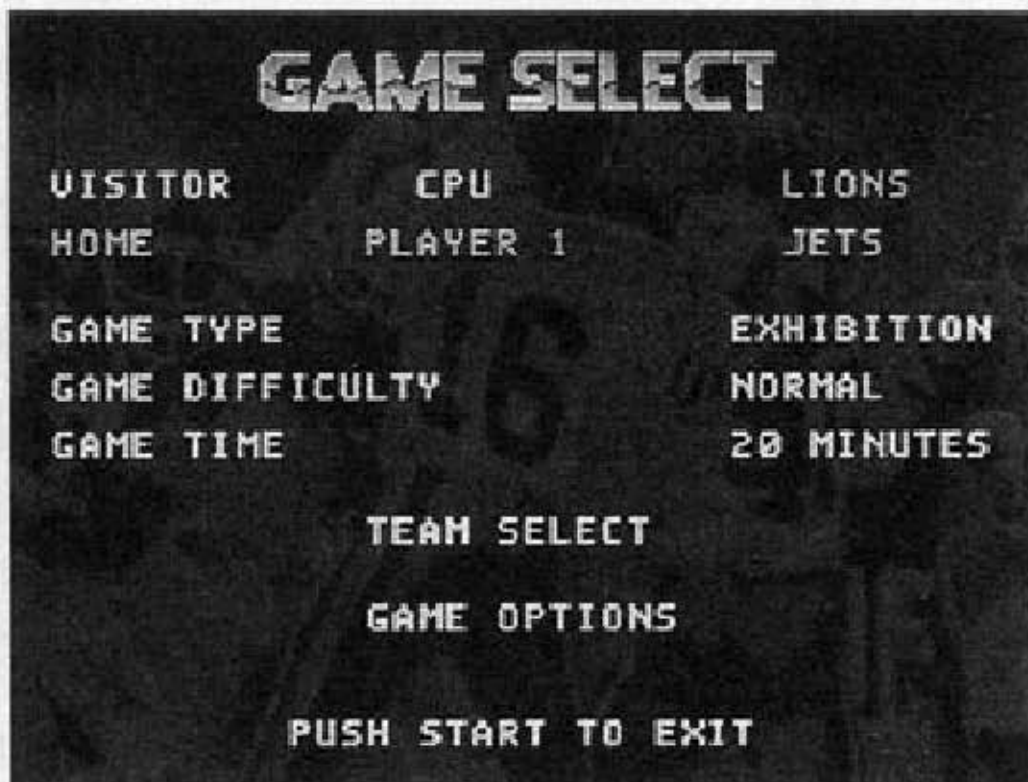 GAME SELECT
VISITOR CPU LIONS
HOME PLAYER 1 JETS
GAME TYPE EXHIBITION
GAME DIFFICULTY NORMAL
GAME TIME 20 MINUTES
TEAM SELECT
GAME OPTIONS
PUSH START TO EXIT